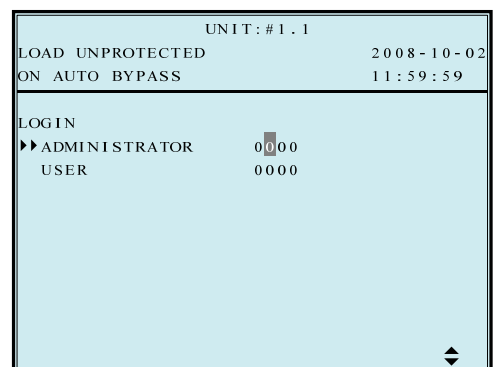 UNIT:#1.1
LOAD UNPROTECTED 2008-10-02
ON AUTO BYPASS 11:59:59
LOGIN
ADMINISTRATOR 0000
USER 0000